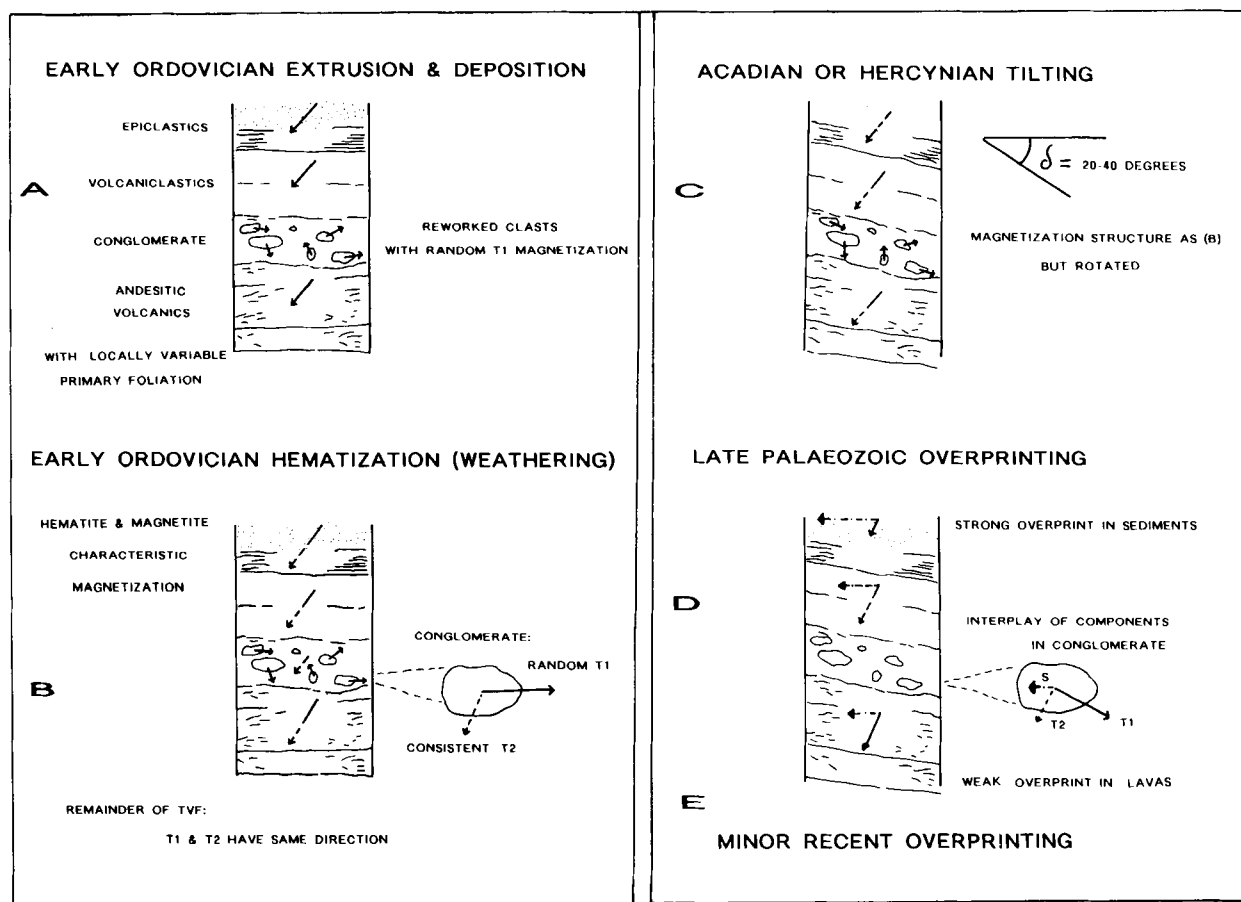 EARLY ORDOVICIAN EXTRUSION & DEPOSITION
A
EPICLASTICS
VOLCANICLASTICS
CONGLOMERATE
ANDESITIC
VOLCANICS
WITH LOCALLY VARIABLE
PRIMARY FOLIATION
REWORKED CLASTS
WITH RANDOM T1 MAGNETIZATION
EARLY ORDOVICIAN HEMATIZATION (WEATHERING)
B
HEMATITE & MAGNETITE
CHARACTERISTIC
MAGNETIZATION
CONGLOMERATE:
RANDOM T1
CONSISTENT T2
REMAINDER OF TVF:
T1 & T2 HAVE SAME DIRECTION
ACADIAN OR HERCYNIAN TILTING
C
δ = 20-40 DEGREES
MAGNETIZATION STRUCTURE AS (B)
BUT ROTATED
LATE PALAEOZOIC OVERPRINTING
D
STRONG OVERPRINT IN SEDIMENTS
INTERPLAY OF COMPONENTS
IN CONGLOMERATE
S
T2
T1
WEAK OVERPRINT IN LAVAS
E
MINOR RECENT OVERPRINTING